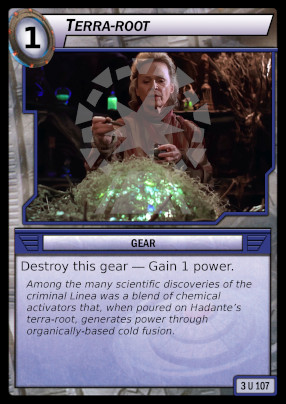 1
TERRA-ROOT
GEAR
Destroy this gear — Gain 1 power.
Among the many scientific discoveries of the
criminal Linea was a blend of chemical
activators that, when poured on Hadante's
terra-root, generates power through
organically-based cold fusion.
3 U 107